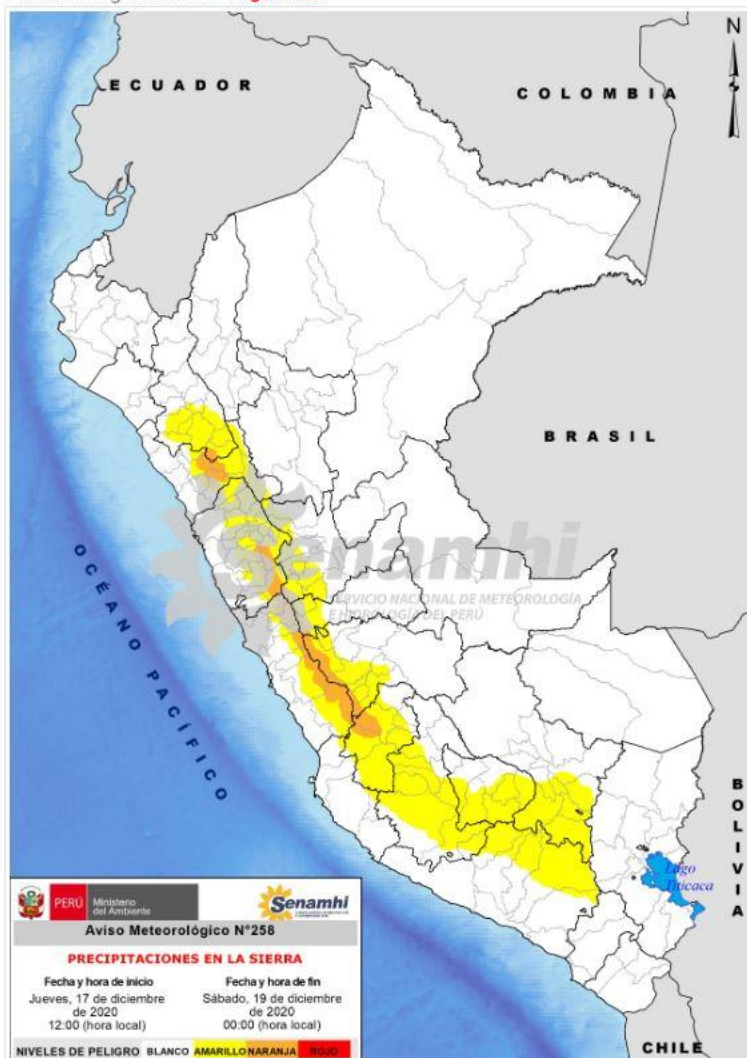 N
ECUADOR
COLOMBIA
BRASIL
Senamhi
SERVICIO NACIONAL DE METEOROLOGÍA
E HIDROLOGÍA DEL PERÚ
OCÉANO PACÍFICO
BOLIVIA
Lago
Titicaca
PERÚ
Ministerio
del Ambiente
Senamhi
Aviso Meteorológico N°258
PRECIPITACIONES EN LA SIERRA
Fecha y hora de inicio
Jueves, 17 de diciembre
de 2020
12:00 (hora local)
Fecha y hora de fin
Sábado, 19 de diciembre
de 2020
00:00 (hora local)
NIVELES DE PELIGRO BLANCO AMARILLO NARANJA ROJO
CHILE